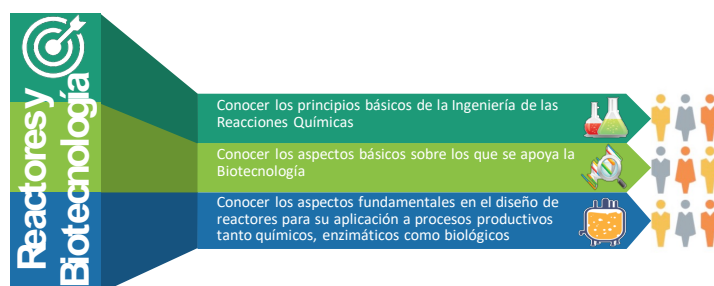 Reactores y
Biotecnología
Conocer los principios básicos de la Ingeniería de las
Reacciones Químicas
Conocer los aspectos básicos sobre los que se apoya la
Biotecnología
Conocer los aspectos fundamentales en el diseño de
reactores para su aplicación a procesos productivos
tanto químicos, enzimáticos como biológicos